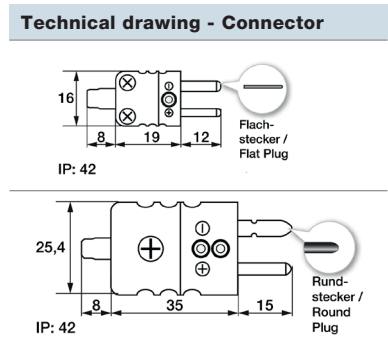 Technical drawing - Connector
16
8 19 12
Flach-
stecker /
Flat Plug
IP: 42
25,4
8 35 15
Rund-
stecker /
Round
Plug
IP: 42